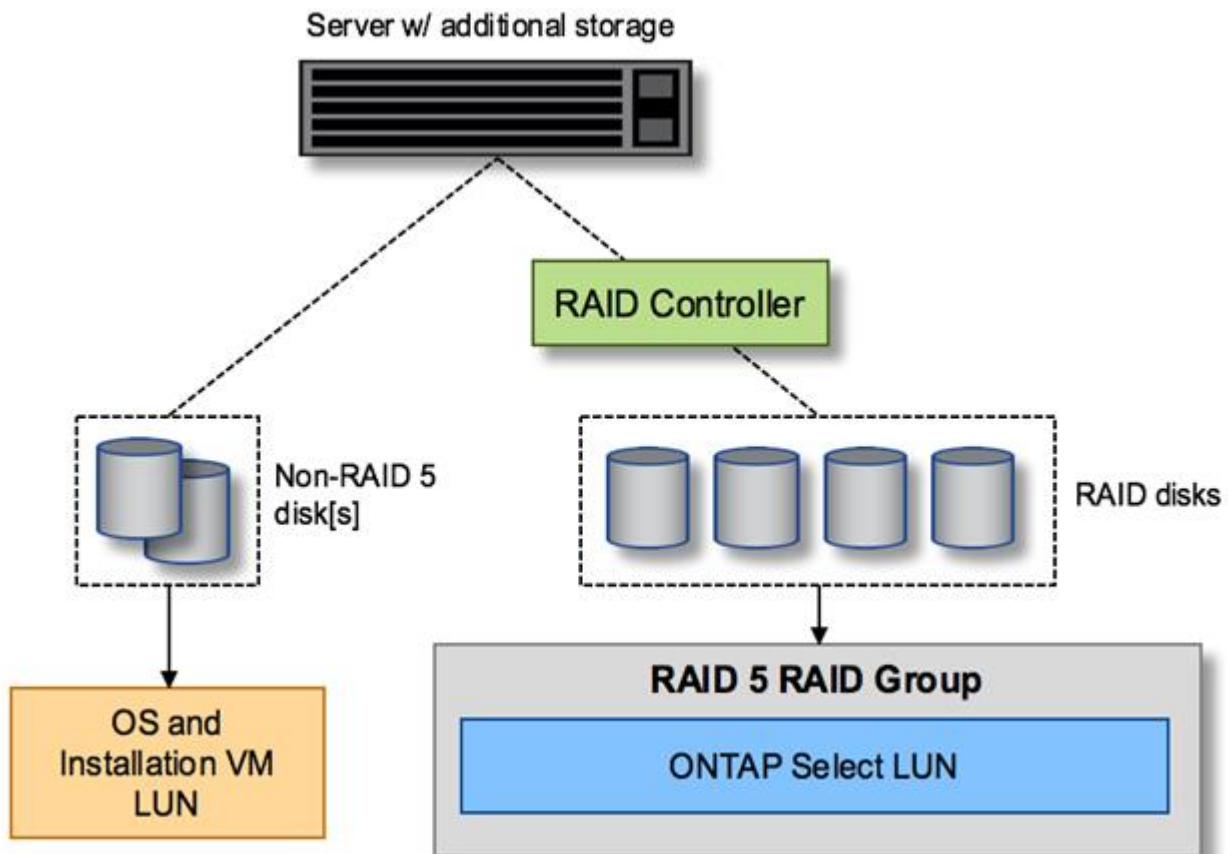 Server w/ additional storage
RAID Controller
Non-RAID 5
disk[s]
RAID disks
OS and
Installation VM
LUN
RAID 5 RAID Group
ONTAP Select LUN